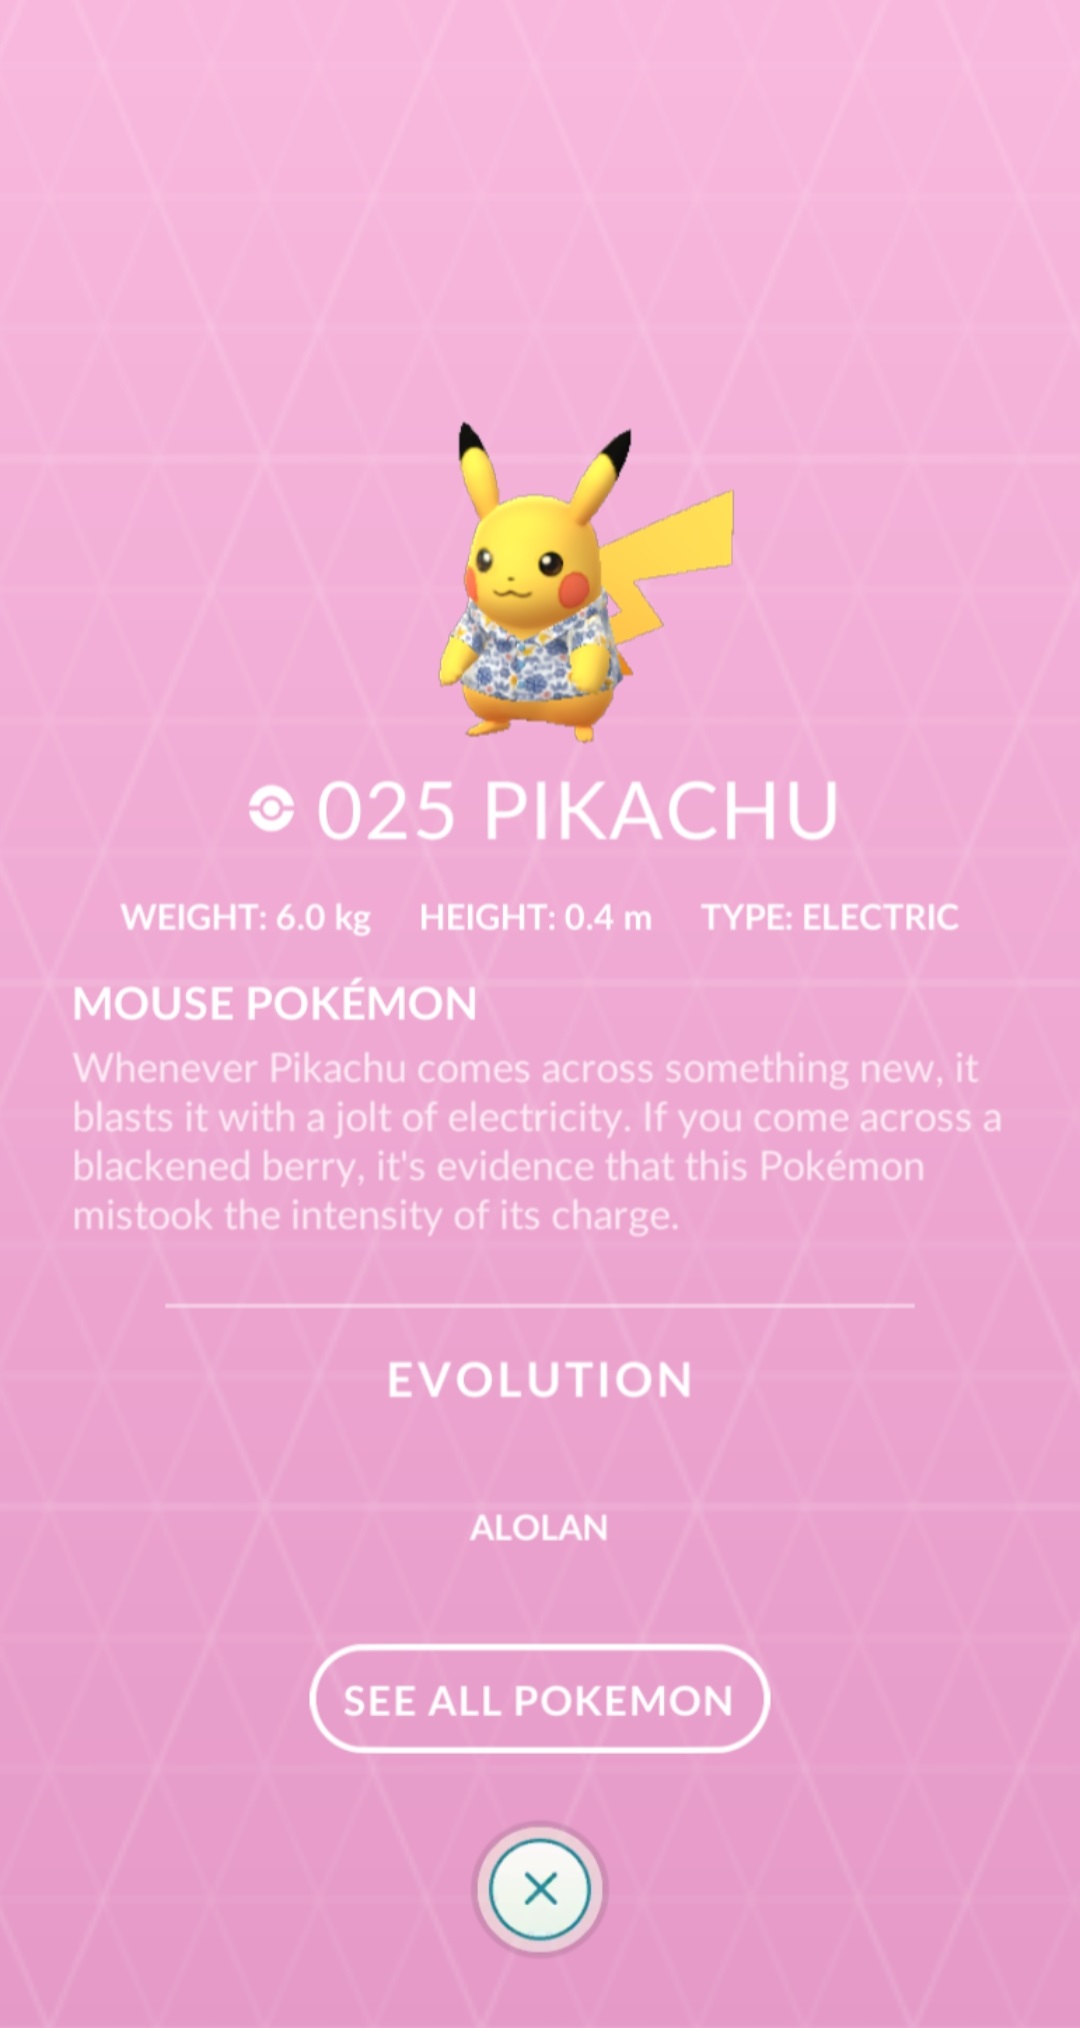 025 PIKACHU
WEIGHT: 6.0 kg HEIGHT: 0.4 m TYPE: ELECTRIC
MOUSE POKÉMON
Whenever Pikachu comes across something new, it
blasts it with a jolt of electricity. If you come across a
blackened berry, it's evidence that this Pokémon
mistook the intensity of its charge.
EVOLUTION
ALOLAN
SEE ALL POKEMON